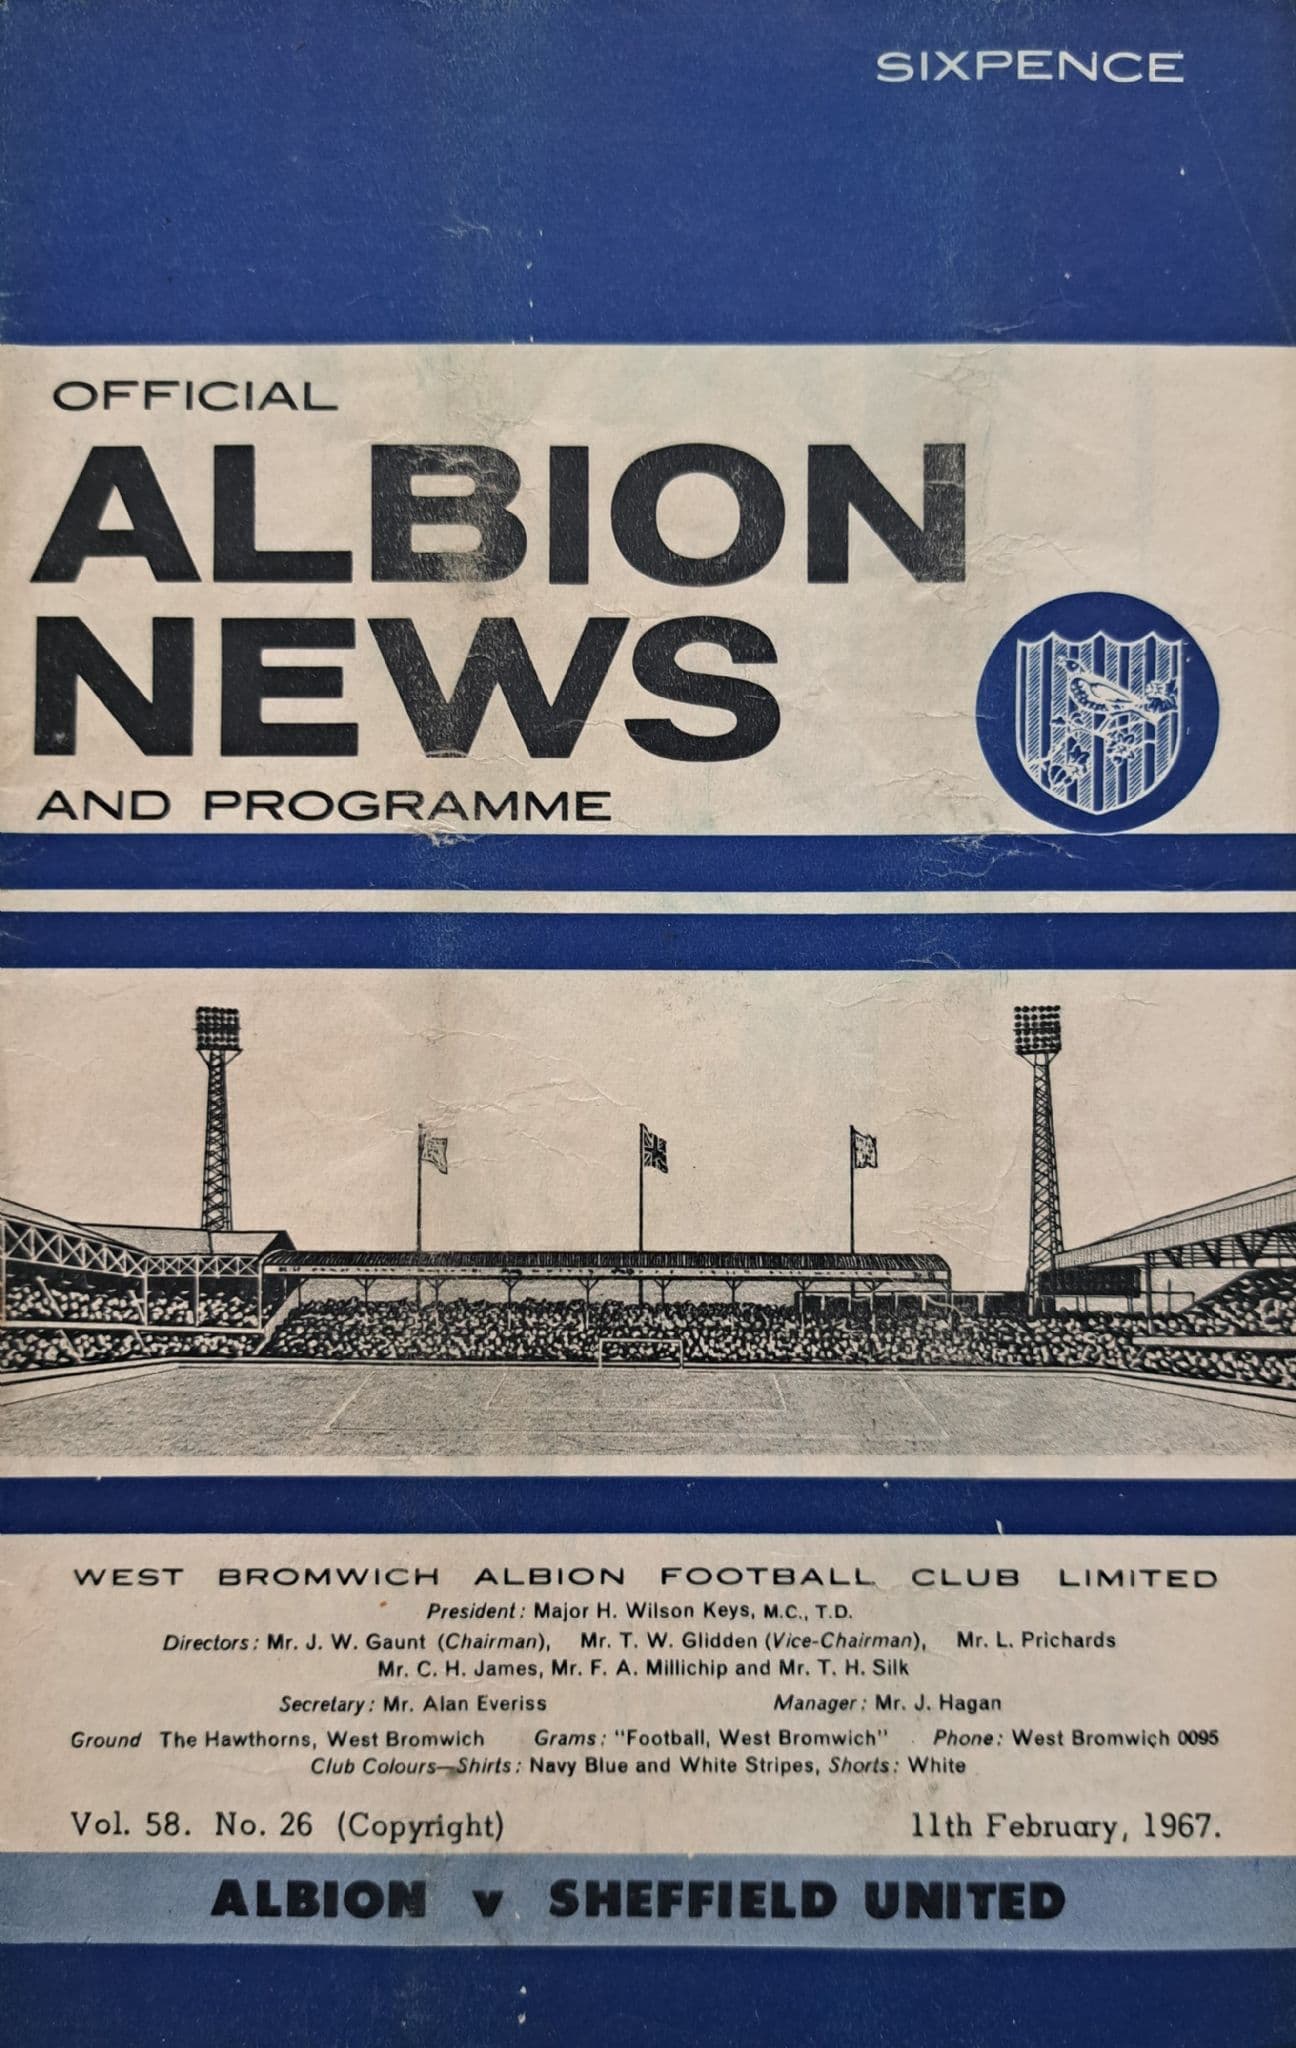 SIXPENCE
OFFICIAL
ALBION
NEWS
AND PROGRAMME
WEST BROMWICH ALBION FOOTBALL CLUB LIMITED
President: Major H. Wilson Keys, M.C., T.D.
Directors: Mr. J. W. Gaunt (Chairman), Mr. T. W. Glidden (Vice-Chairman), Mr. L. Prichards
Mr. C. H. James, Mr. F. A. Millichip and Mr. T. H. Silk
Secretary: Mr. Alan Everiss Manager: Mr. J. Hagan
Ground The Hawthorns, West Bromwich Grams: "Football, West Bromwich" Phone: West Bromwich 0095
Club Colours—Shirts: Navy Blue and White Stripes, Shorts: White
Vol. 58. No. 26 (Copyright) 11th February, 1967.
ALBION v SHEFFIELD UNITED